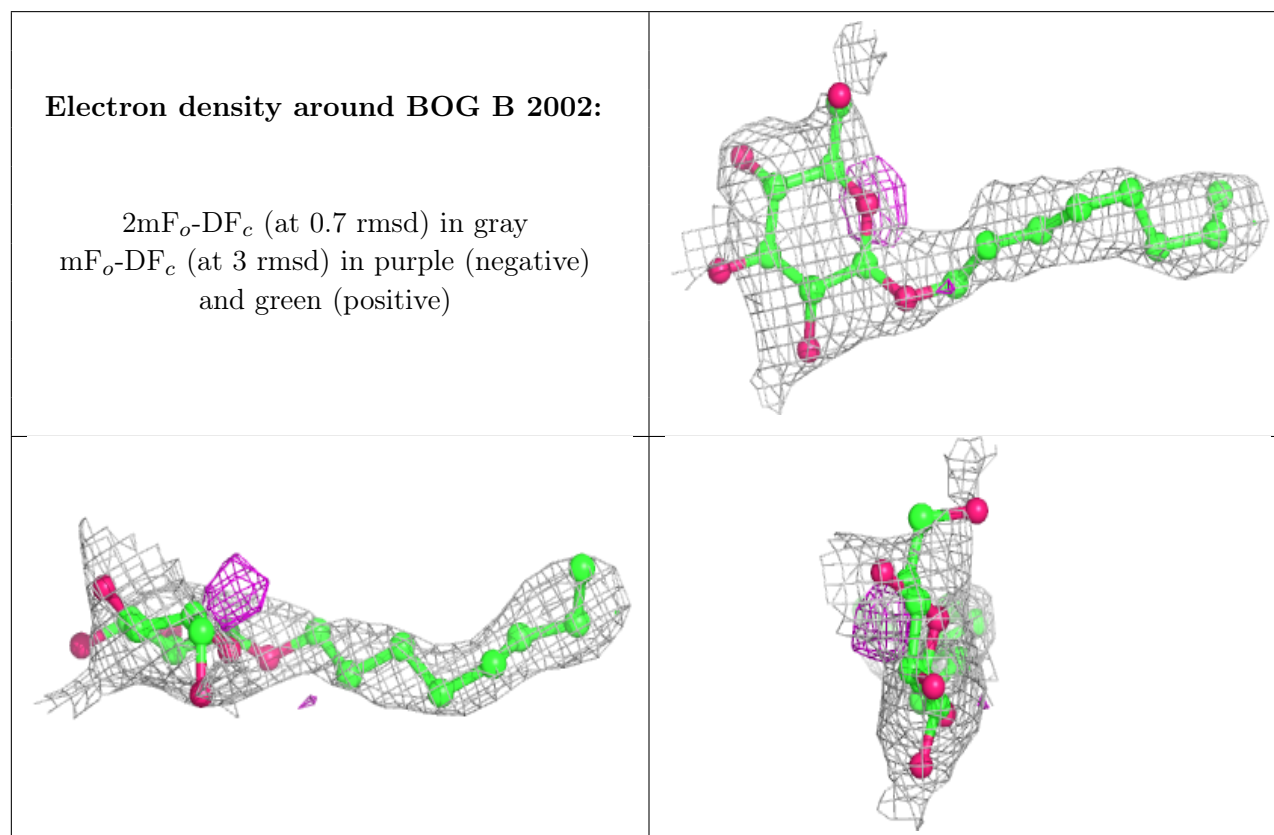 Electron density around BOG B 2002:
2mFo-DFc (at 0.7 rmsd) in gray
mFo-DFc (at 3 rmsd) in purple (negative)
and green (positive)